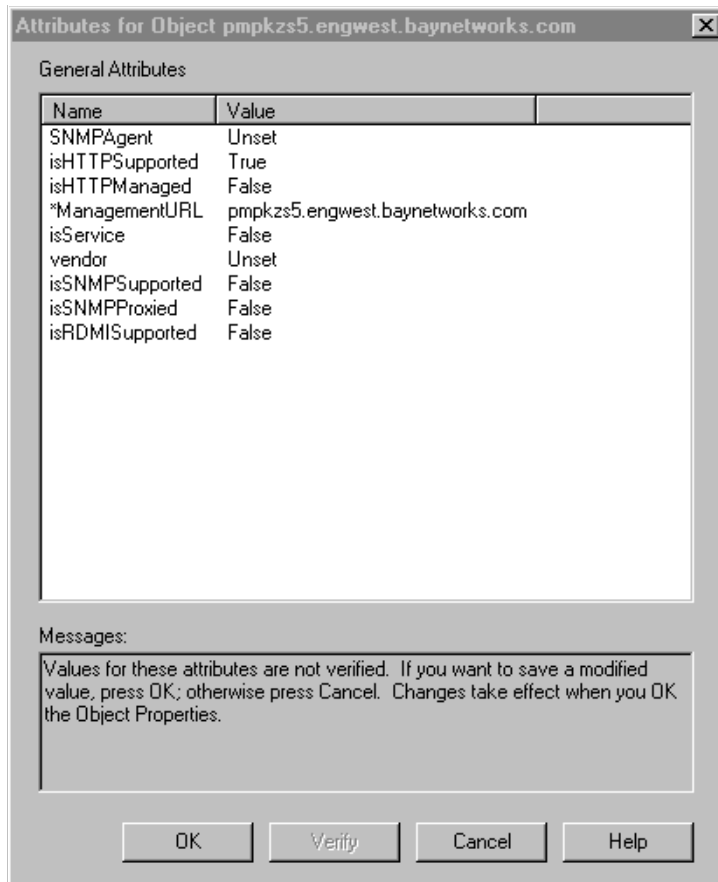 Attributes for Object pmpkzs5.engwest.baynetworks.com
General Attributes
Name Value
SNMPAgent Unset
isHTTPSupported True
isHTTPManaged False
*ManagementURL pmpkzs5.engwest.baynetworks.com
isService False
vendor Unset
isSNMPSupported False
isSNMPProxied False
isRDMISupported False
Messages:
Values for these attributes are not verified. If you want to save a modified
value, press OK; otherwise press Cancel. Changes take effect when you OK
the Object Properties.
OK Verify Cancel Help